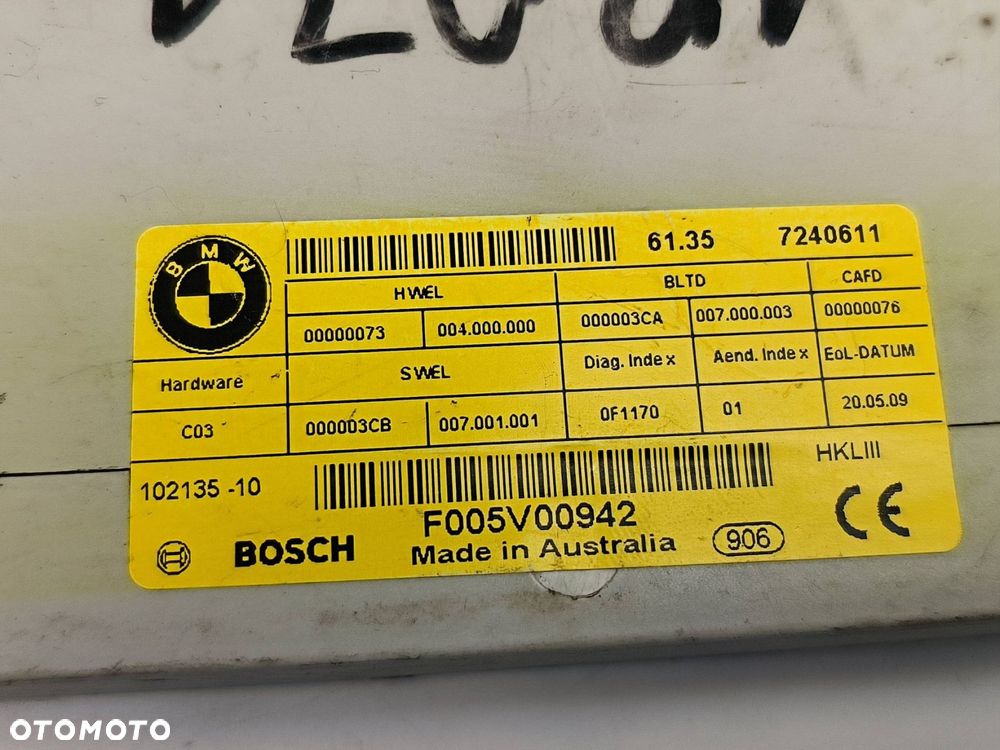 BMW
61.35 7240611
HWEL BLTD CAFD
00000073 004.000.000 000003CA 007.000.003 00000076
Hardware SWEL Diag. Index Aend. Index EoL-DATUM
C03 000003CB 007.001.001 0F1170 01 20.05.09
102135 -10 HKLIII
F005V00942
BOSCH Made in Australia 906 CE
OTOMOTO